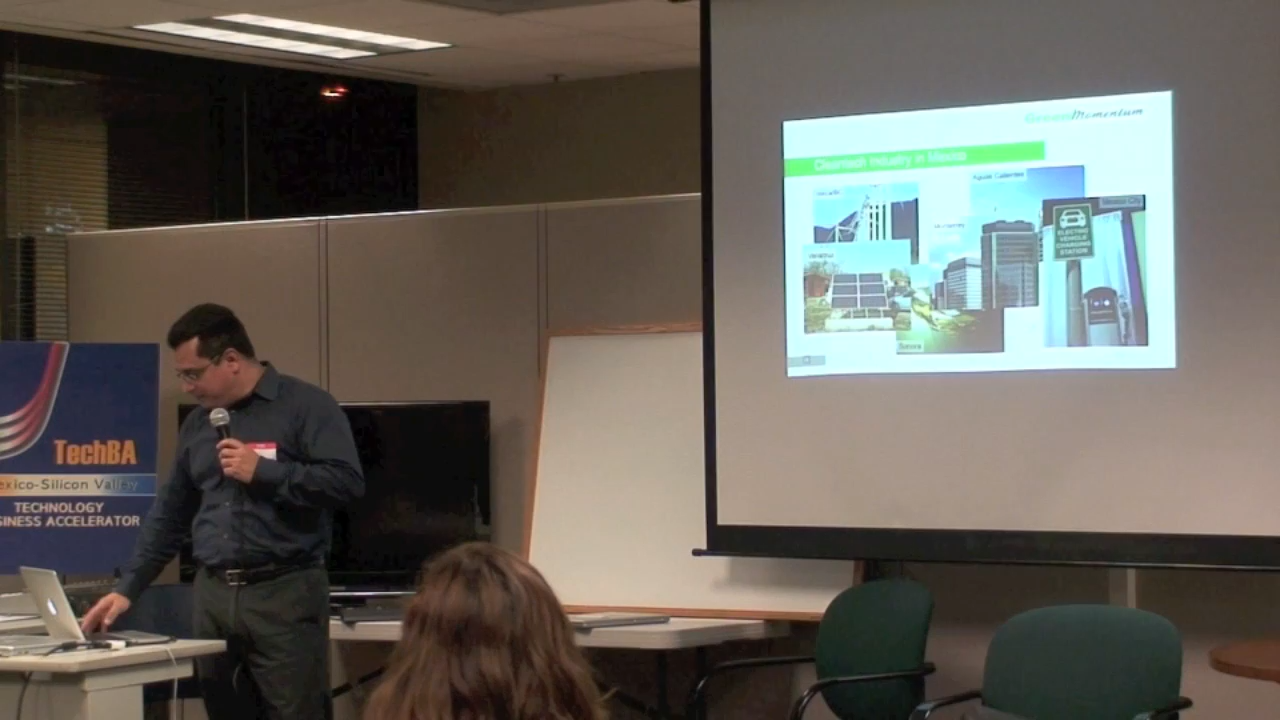 GreenMomentum
Cleantech Industry in Mexico
Aguas Calientes
Mexico City
Monterrey
ELECTRIC
VEHICLE
CHARGING
STATION
Sonora
TechBA
exico-Silicon Valley
TECHNOLOGY
SINESS ACCELERATOR